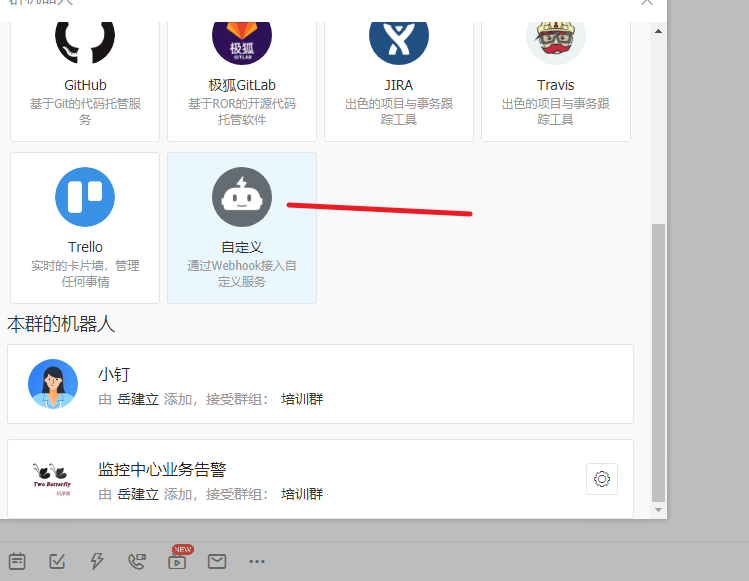 群机器人
极狐
GITLAB
GitHub
极狐GitLab
JIRA
Travis
基于Git的代码托管服
务
基于ROR的开源代码
托管软件
出色的项目与事务跟
踪工具
出色的项目与事务跟
踪工具
Trello
自定义
实时的卡片墙，管理
任何事情
通过Webhook接入自
定义服务
本群的机器人
小钉
由 岳建立 添加，接受群组： 培训群
Two Butterfly
监控中心业务告警
由 岳建立 添加，接受群组： 培训群
NEW